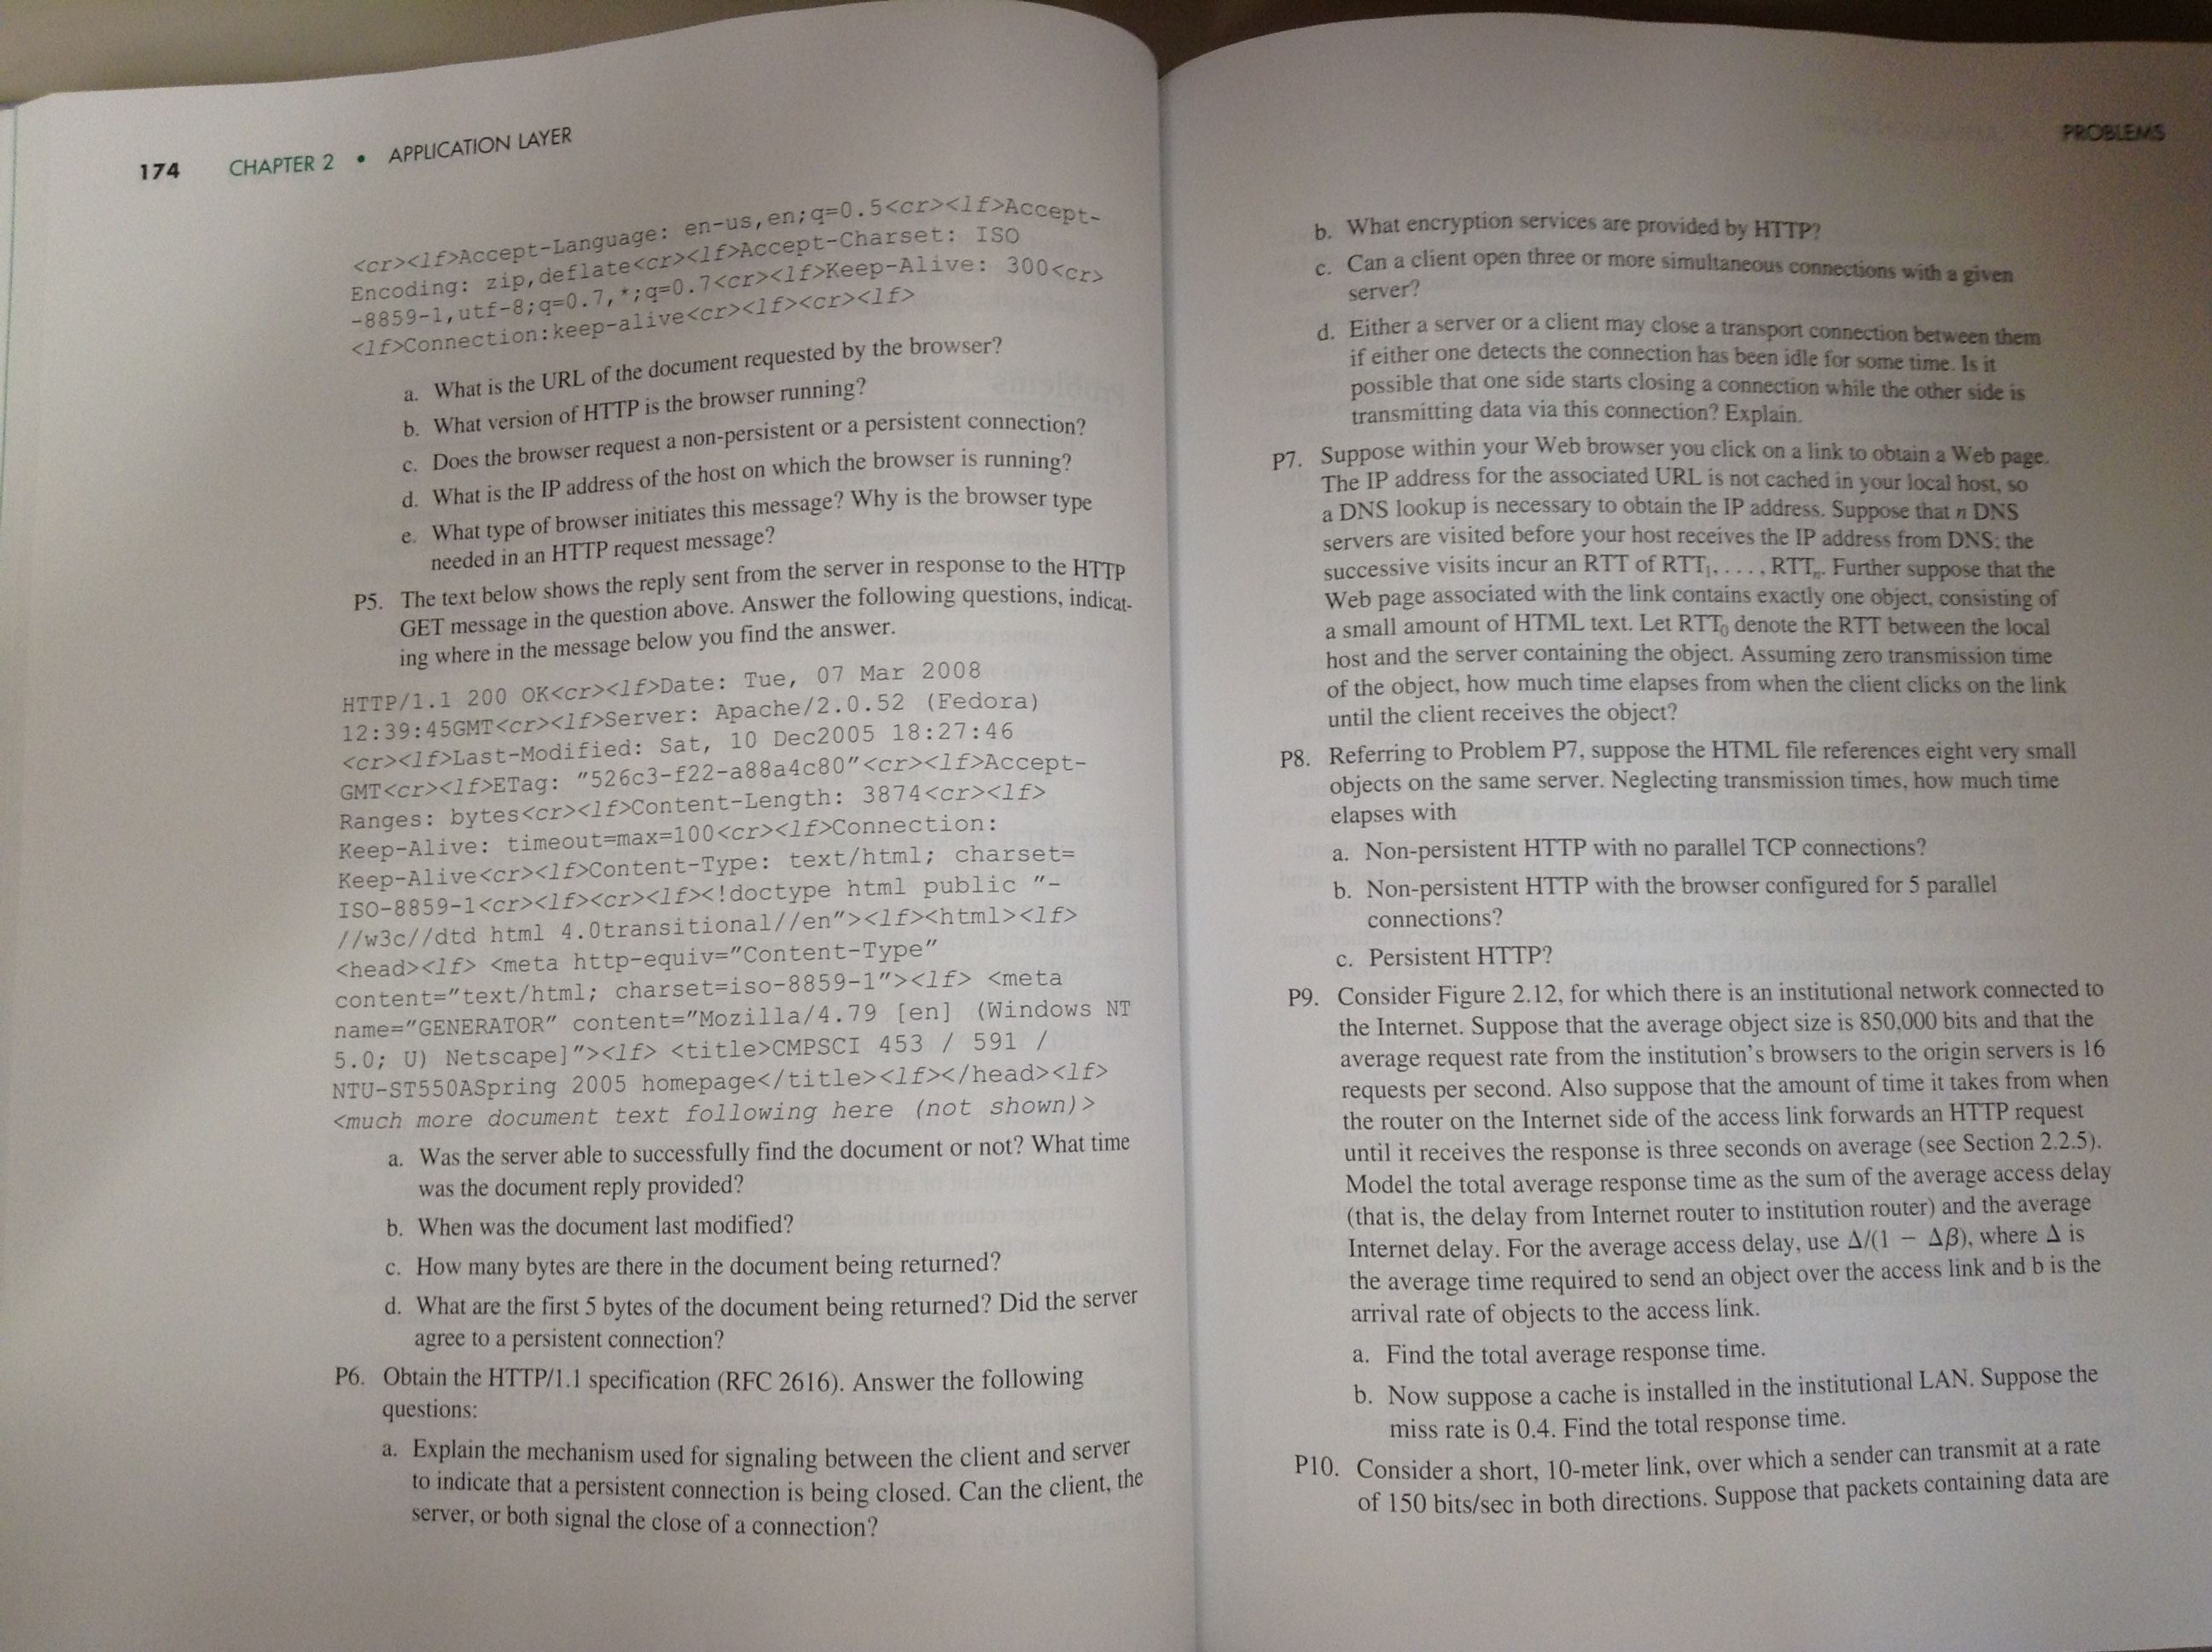 174 CHAPTER 2 • APPLICATION LAYER
<cr><lf>Accept-Language: en-us,en;q=0.5<cr><lf>Accept-
Encoding: zip,deflate<cr><lf>Accept-Charset: ISO
-8859-1,utf-8;q=0.7,*;q=0.7<cr><lf>Keep-Alive: 300<cr>
<lf>Connection:keep-alive<cr><lf><cr><lf>
a. What is the URL of the document requested by the browser?
b. What version of HTTP is the browser running?
c. Does the browser request a non-persistent or a persistent connection?
d. What is the IP address of the host on which the browser is running?
e. What type of browser initiates this message? Why is the browser type
needed in an HTTP request message?
P5. The text below shows the reply sent from the server in response to the HTTP
GET message in the question above. Answer the following questions, indicat-
ing where in the message below you find the answer.
HTTP/1.1 200 OK<cr><lf>Date: Tue, 07 Mar 2008
12:39:45GMT<cr><lf>Server: Apache/2.0.52 (Fedora)
<cr><lf>Last-Modified: Sat, 10 Dec2005 18:27:46
GMT<cr><lf>ETag: "526c3-f22-a88a4c80"<cr><lf>Accept-
Ranges: bytes<cr><lf>Content-Length: 3874<cr><lf>
Keep-Alive: timeout=max=100<cr><lf>Connection:
Keep-Alive<cr><lf>Content-Type: text/html; charset=
ISO-8859-1<cr><lf><cr><lf><!doctype html public "-
//w3c//dtd html 4.0transitional//en"><lf><html><lf>
<head><lf> <meta http-equiv="Content-Type"
content="text/html; charset=iso-8859-1"><lf> <meta
name="GENERATOR" content="Mozilla/4.79 [en] (Windows NT
5.0; U) Netscape]"><lf> <title>CMPSCI 453 / 591 /
NTU-ST550ASpring 2005 homepage</title><lf></head><lf>
<much more document text following here (not shown)>
a. Was the server able to successfully find the document or not? What time
was the document reply provided?
b. When was the document last modified?
c. How many bytes are there in the document being returned?
d. What are the first 5 bytes of the document being returned? Did the server
agree to a persistent connection?
P6. Obtain the HTTP/1.1 specification (RFC 2616). Answer the following
questions:
a. Explain the mechanism used for signaling between the client and server
to indicate that a persistent connection is being closed. Can the client, the
server, or both signal the close of a connection?
PROBLEMS
b. What encryption services are provided by HTTP?
c. Can a client open three or more simultaneous connections with a given
server?
d. Either a server or a client may close a transport connection between them
if either one detects the connection has been idle for some time. Is it
possible that one side starts closing a connection while the other side is
transmitting data via this connection? Explain.
P7. Suppose within your Web browser you click on a link to obtain a Web page.
The IP address for the associated URL is not cached in your local host, so
a DNS lookup is necessary to obtain the IP address. Suppose that n DNS
servers are visited before your host receives the IP address from DNS; the
successive visits incur an RTT of RTT₁, . . . , RTTₙ. Further suppose that the
Web page associated with the link contains exactly one object, consisting of
a small amount of HTML text. Let RTT₀ denote the RTT between the local
host and the server containing the object. Assuming zero transmission time
of the object, how much time elapses from when the client clicks on the link
until the client receives the object?
P8. Referring to Problem P7, suppose the HTML file references eight very small
objects on the same server. Neglecting transmission times, how much time
elapses with
a. Non-persistent HTTP with no parallel TCP connections?
b. Non-persistent HTTP with the browser configured for 5 parallel
connections?
c. Persistent HTTP?
P9. Consider Figure 2.12, for which there is an institutional network connected to
the Internet. Suppose that the average object size is 850,000 bits and that the
average request rate from the institution's browsers to the origin servers is 16
requests per second. Also suppose that the amount of time it takes from when
the router on the Internet side of the access link forwards an HTTP request
until it receives the response is three seconds on average (see Section 2.2.5).
Model the total average response time as the sum of the average access delay
(that is, the delay from Internet router to institution router) and the average
Internet delay. For the average access delay, use Δ/(1 − Δβ), where Δ is
the average time required to send an object over the access link and b is the
arrival rate of objects to the access link.
a. Find the total average response time.
b. Now suppose a cache is installed in the institutional LAN. Suppose the
miss rate is 0.4. Find the total response time.
P10. Consider a short, 10-meter link, over which a sender can transmit at a rate
of 150 bits/sec in both directions. Suppose that packets containing data are